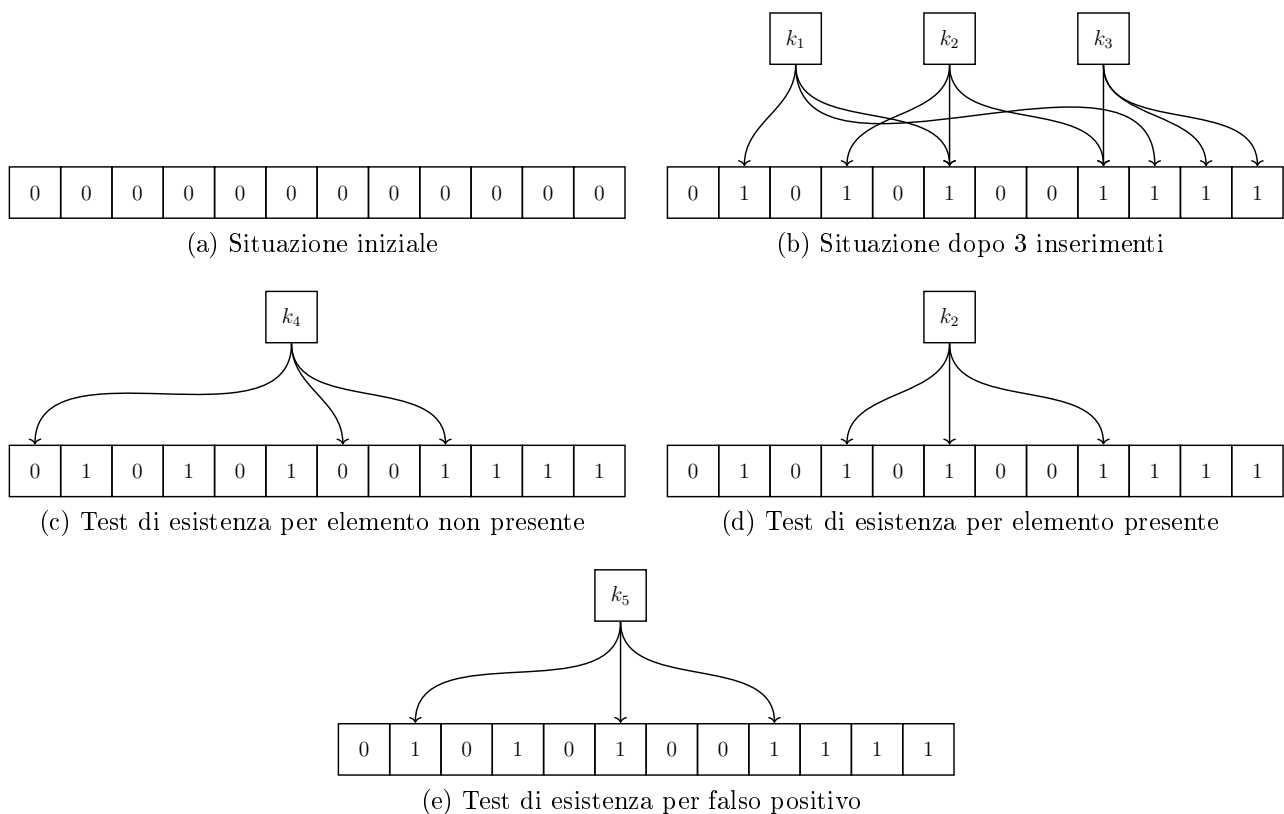 k₁ k₂ k₃
0 0 0 0 0 0 0 0 0 0 0 0
0 1 0 1 0 1 0 0 1 1 1 1
(a) Situazione iniziale
(b) Situazione dopo 3 inserimenti
k₄
k₂
0 1 0 1 0 1 0 0 1 1 1 1
0 1 0 1 0 1 0 0 1 1 1 1
(c) Test di esistenza per elemento non presente
(d) Test di esistenza per elemento presente
k₅
0 1 0 1 0 1 0 0 1 1 1 1
(e) Test di esistenza per falso positivo